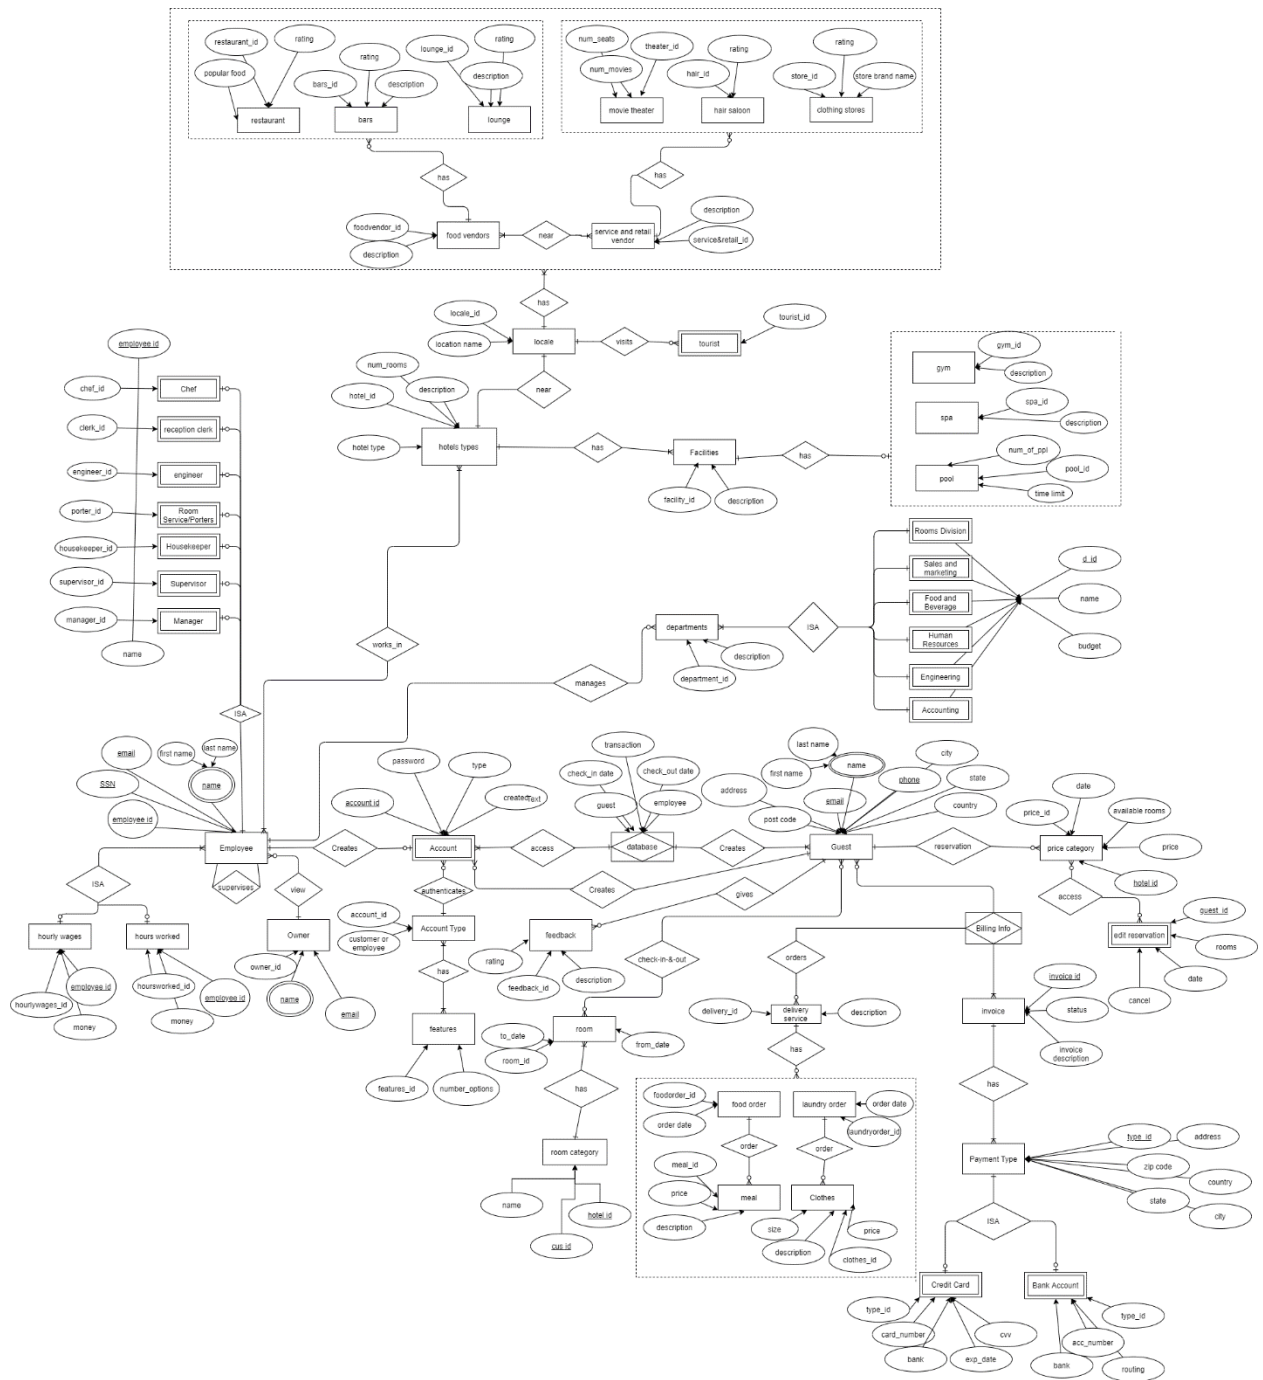 restaurant_id
rating
popular food
restaurant
rating
bars_id
description
bars
lounge_id
rating
description
lounge
num_seats
theater_id
num_movies
movie theater
rating
hair_id
hair saloon
rating
store_id
store brand name
clothing stores
has
has
foodvendor_id
description
food vendors
near
service and retail
vendor
description
service&retail_id
has
locale_id
location name
locale
visits
tourist
tourist_id
near
num_rooms
hotel_id
description
hotel type
hotels types
has
Facilities
facility_id
description
has
gym
gym_id
description
spa
spa_id
description
pool
num_of_ppl
pool_id
time limit
employee id
chef_id
Chef
clerk_id
reception clerk
engineer_id
engineer
porter_id
Room
Service/Porters
housekeeper_id
Housekeeper
supervisor_id
Supervisor
manager_id
Manager
name
works_in
ISA
manages
departments
description
department_id
ISA
Rooms Division
Sales and
marketing
Food and
Beverage
Human
Resources
Engineering
Accounting
d_id
name
budget
email
first name
last name
name
SSN
employee id
Employee
supervises
Creates
view
ISA
hourly wages
hours worked
hourlywages_id
employee id
money
hoursworked_id
employee id
money
Owner
owner_id
name
email
password
type
account id
created
Text
Account
authenticates
account_id
customer or
employee
Account Type
has
features
features_id
number_options
access
transaction
check_in date
check_out date
guest
employee
database
Creates
Creates
gives
feedback
rating
feedback_id
description
last name
first name
name
address
post code
email
phone
city
state
country
Guest
reservation
date
price_id
available rooms
price
price category
hotel id
access
edit reservation
guest_id
rooms
date
cancel
check-in-&-out
room
to_date
room_id
from_date
has
room category
name
cus id
hotel id
orders
delivery_id
delivery
service
description
has
foodorder_id
order date
food order
order
meal_id
price
description
meal
laundry order
order date
laundryorder_id
order
Clothes
size
description
price
clothes_id
Billing Info
invoice
invoice id
status
invoice
description
has
Payment Type
type_id
address
zip code
country
state
city
ISA
Credit Card
type_id
card_number
bank
exp_date
cvv
Bank Account
type_id
acc_number
bank
routing